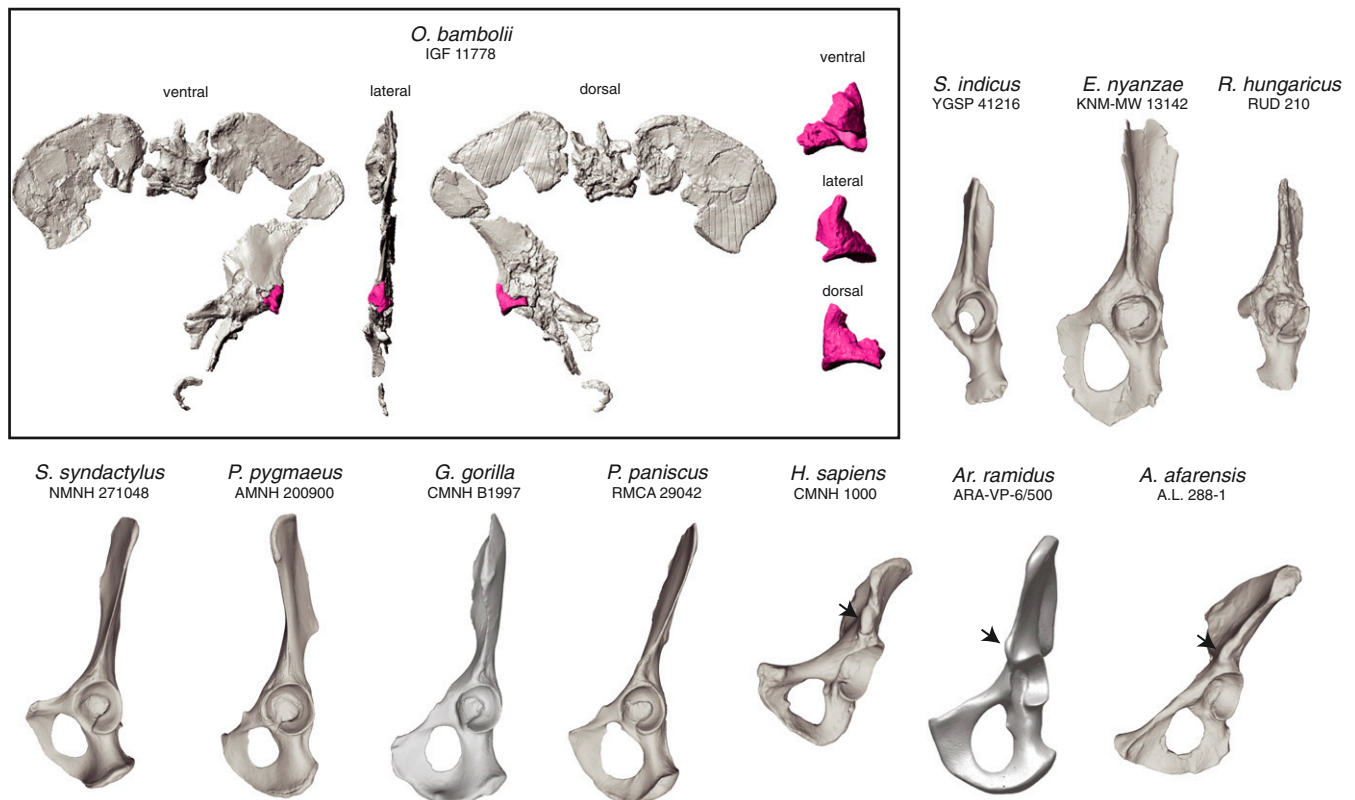 O. bambolii
IGF 11778
ventral
lateral
dorsal
ventral
lateral
dorsal
S. indicus
YGSP 41216
E. nyanzae
KNM-MW 13142
R. hungaricus
RUD 210
S. syndactylus
NMNH 271048
P. pygmaeus
AMNH 200900
G. gorilla
CMNH B1997
P. paniscus
RMCA 29042
H. sapiens
CMNH 1000
Ar. ramidus
ARA-VP-6/500
A. afarensis
A.L. 288-1